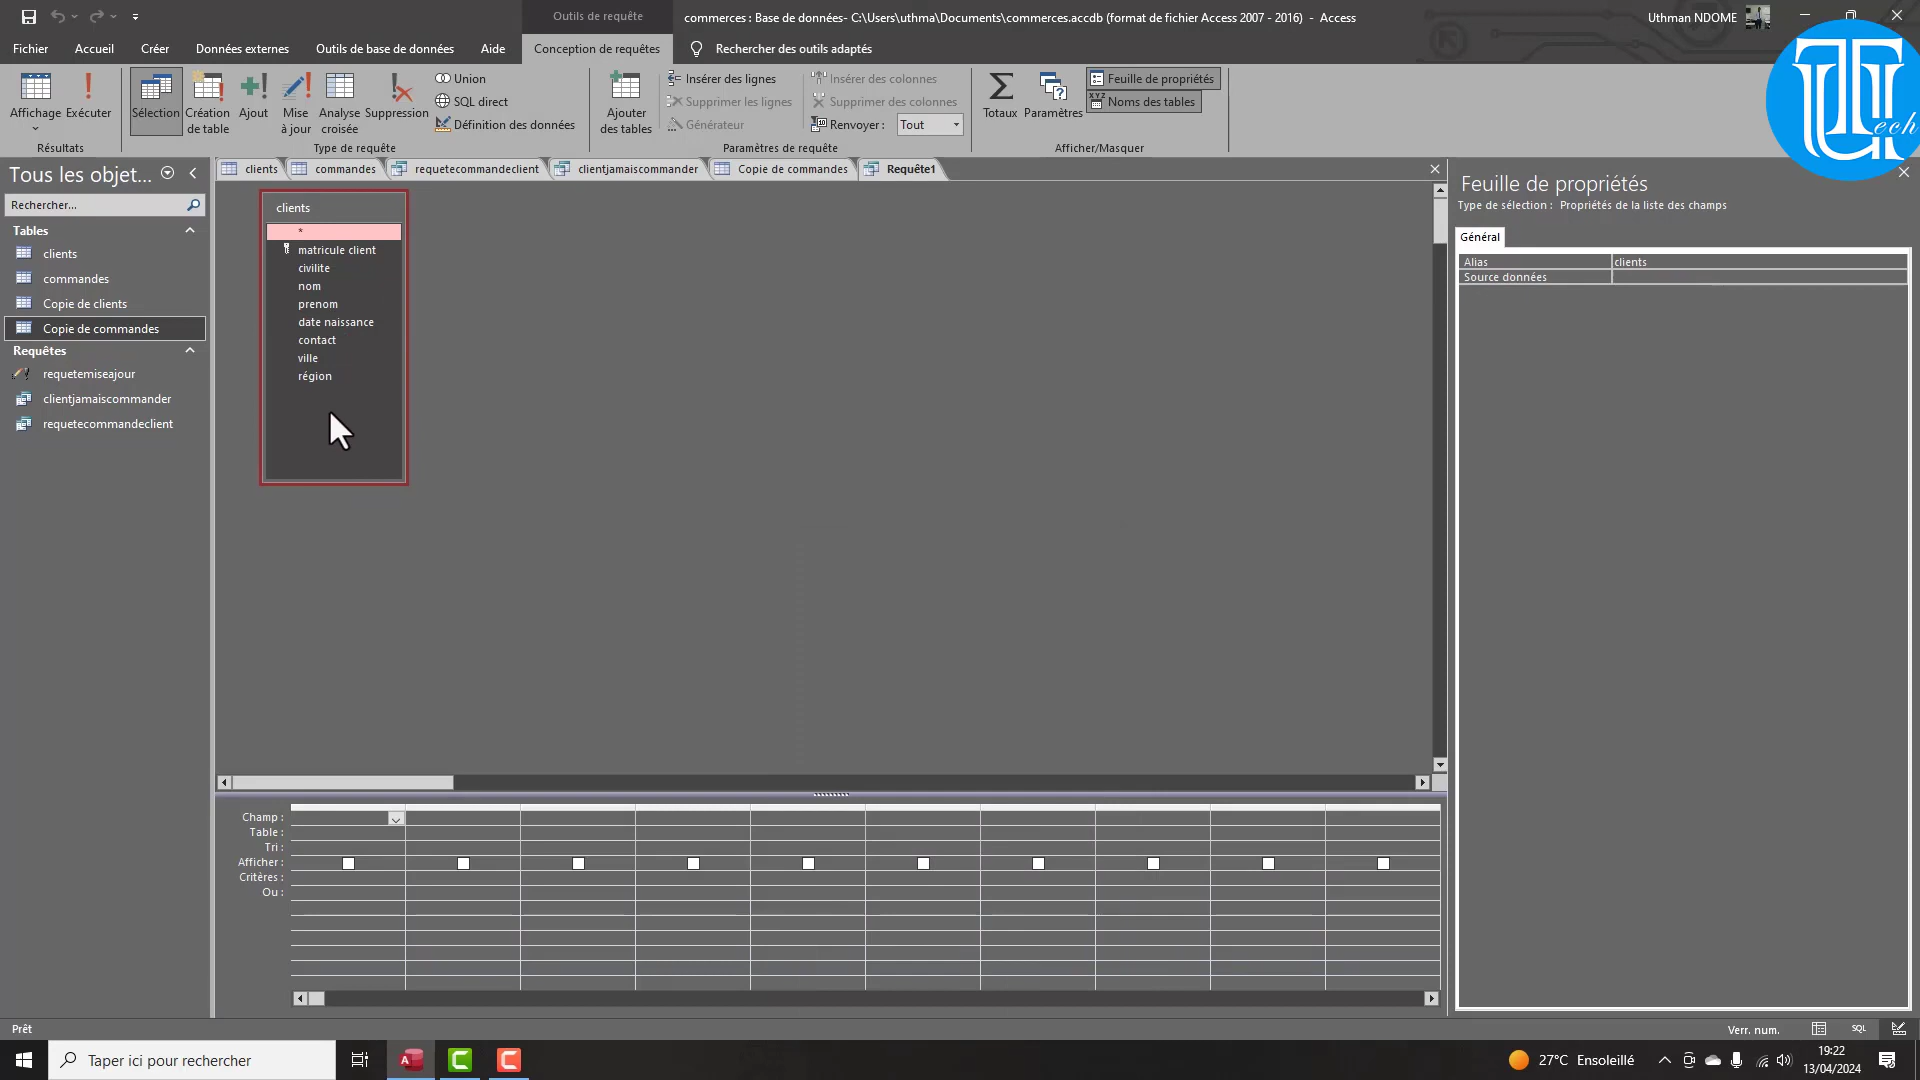 Outils de requête
commerces : Base de données- C:\Users\uthma\Documents\commerces.accdb (format de fichier Access 2007 - 2016) - Access
Uthman NDOME
Fichier
Accueil
Créer
Données externes
Outils de base de données
Aide
Conception de requêtes
Rechercher des outils adaptés
Affichage
Exécuter
Résultats
Sélection
Création
de table
Ajout
Mise
à jour
Analyse
croisée
Suppression
Union
SQL direct
Définition des données
Type de requête
Ajouter
des tables
Insérer des lignes
Supprimer les lignes
Générateur
Insérer des colonnes
Supprimer des colonnes
Renvoyer :
Tout
Paramètres de requête
Totaux
Paramètres
Feuille de propriétés
XYZ
Noms des tables
Afficher/Masquer
ech
Tous les objet...
Rechercher...
Tables
clients
commandes
Copie de clients
Copie de commandes
Requêtes
requetemiseajour
clientjamaiscommander
requetecommandeclient
clients
commandes
requetecommandeclient
clientjamaiscommander
Copie de commandes
Requête1
clients
*
matricule client
civilite
nom
prenom
date naissance
contact
ville
région
Champ :
Table :
Tri :
Afficher :
Critères :
Ou :
Feuille de propriétés
Type de sélection : Propriétés de la liste des champs
Général
Alias
clients
Source données
Prêt
Verr. num.
SQL
Taper ici pour rechercher
27°C Ensoleillé
19:22
13/04/2024